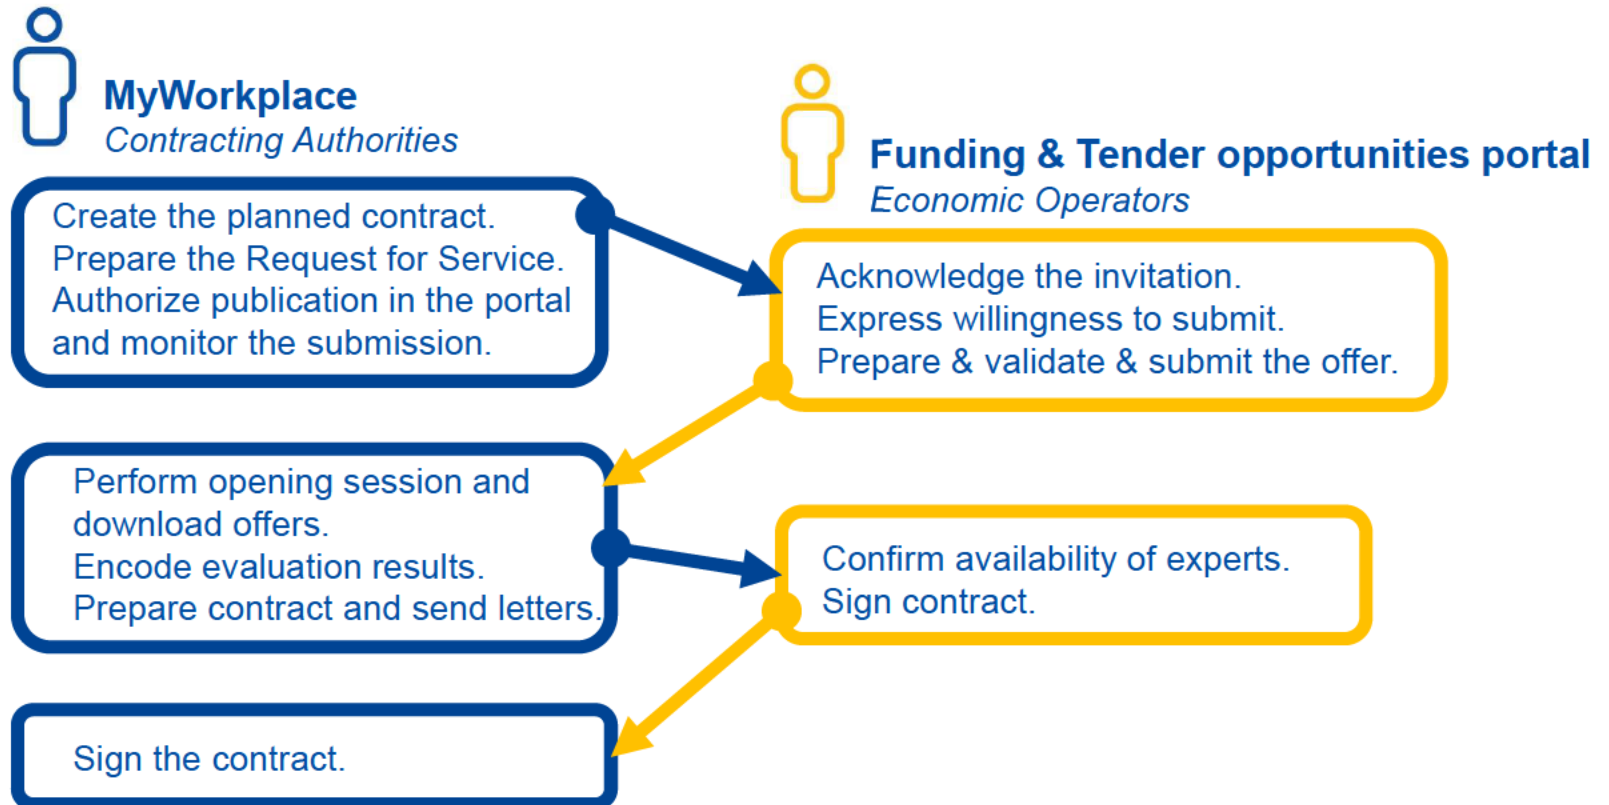 MyWorkplace
Contracting Authorities
Funding & Tender opportunities portal
Economic Operators
Create the planned contract.
Prepare the Request for Service.
Authorize publication in the portal
and monitor the submission.
Acknowledge the invitation.
Express willingness to submit.
Prepare & validate & submit the offer.
Perform opening session and
download offers.
Encode evaluation results.
Prepare contract and send letters.
Confirm availability of experts.
Sign contract.
Sign the contract.